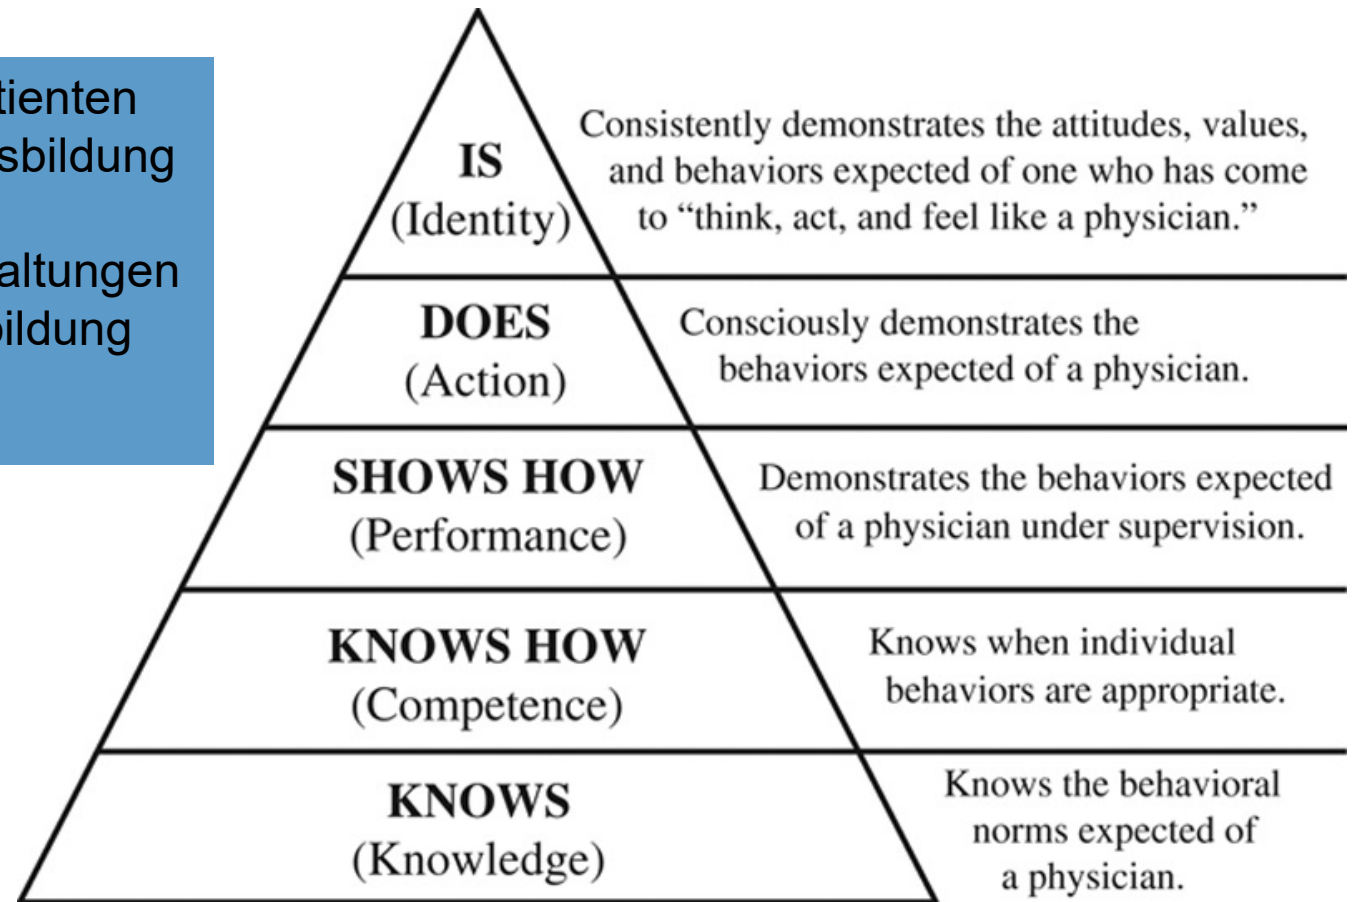 tienten
sbildung
altungen
bildung
IS
(Identity)
Consistently demonstrates the attitudes, values,
and behaviors expected of one who has come
to “think, act, and feel like a physician.”
DOES
(Action)
Consciously demonstrates the
behaviors expected of a physician.
SHOWS HOW
(Performance)
Demonstrates the behaviors expected
of a physician under supervision.
KNOWS HOW
(Competence)
Knows when individual
behaviors are appropriate.
KNOWS
(Knowledge)
Knows the behavioral
norms expected of
a physician.